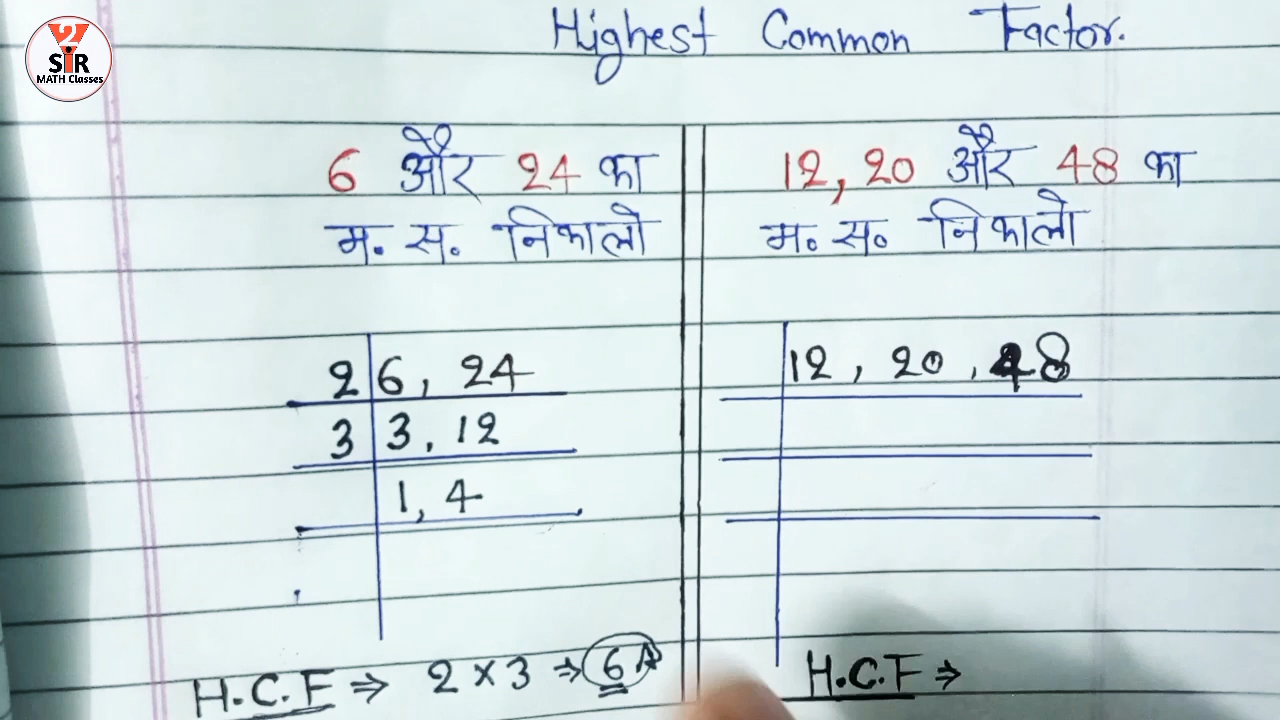 2
SIR
MATH Classes
Highest Common Factor.
6 और 24 का
म. स. निकालो
2 6, 24
3 3, 12
1, 4
H.C.F ⇒ 2 × 3 ⇒ 6 A
12, 20 और 48 का
म. स. निकालो
12, 20, 48
H.C.F ⇒